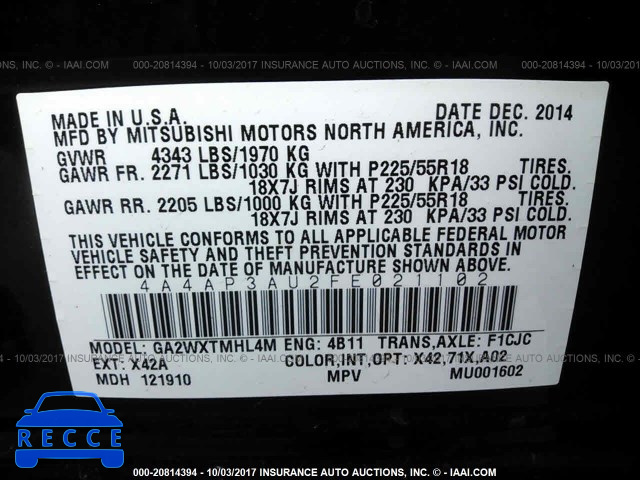 000-20814394 - 10/03/2017 INSURANCE AUTO AUCTIONS, INC. - © IAAI.COM
MADE IN U.S.A. DATE DEC. 2014
MFD BY MITSUBISHI MOTORS NORTH AMERICA, INC.
GVWR 4343 LBS/1970 KG
GAWR FR. 2271 LBS/1030 KG WITH P225/55R18 TIRES.
18X7J RIMS AT 230 KPA/33 PSI COLD.
GAWR RR. 2205 LBS/1000 KG WITH P225/55R18 TIRES.
18X7J RIMS AT 230 KPA/33 PSI COLD.
THIS VEHICLE CONFORMS TO ALL APPLICABLE FEDERAL MOTOR
VEHICLE SAFETY AND THEFT PREVENTION STANDARDS IN
EFFECT ON THE DATE OF MANUFACTURE SHOWN ABOVE.
4A4AP3AU2FE021102
MODEL: GA2WXTMHL4M ENG: 4B11 TRANS,AXLE: F1CJC
EXT: X42A COLOR,INT,OPT: X42,71X,A02
MDH 121910 MPV MU001602
RECCE
000-20814394 - 10/03/2017 INSURANCE AUTO AUCTIONS, INC.
- © IAAI.COM